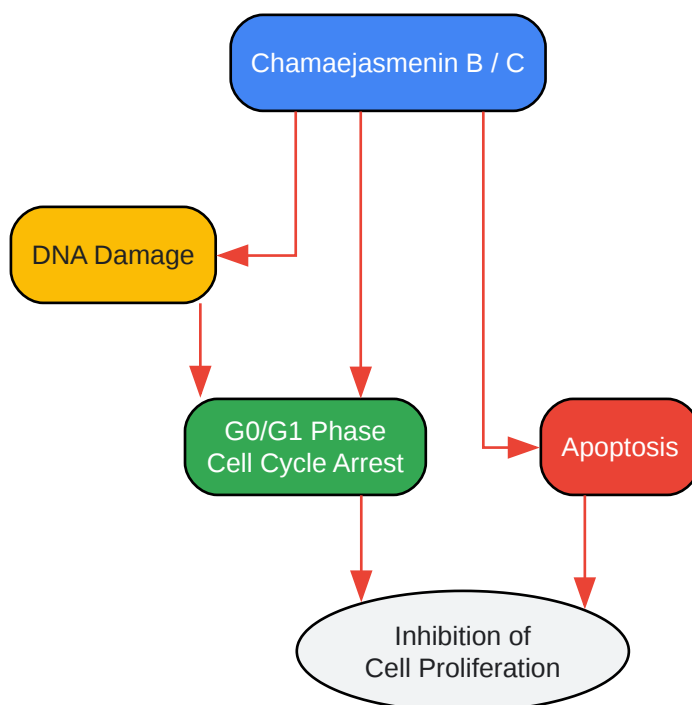 Chamaejasmenin B / C
DNA Damage
G0/G1 Phase
Cell Cycle Arrest
Apoptosis
Inhibition of
Cell Proliferation